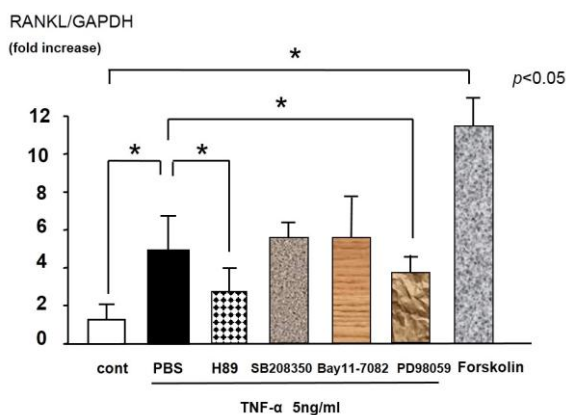 RANKL/GAPDH
(fold increase)
*
p<0.05
12
*
10
* *
6
4
2
0
cont PBS H89 SB208350 Bay11-7082 PD98059 Forskolin
TNF-α 5ng/ml